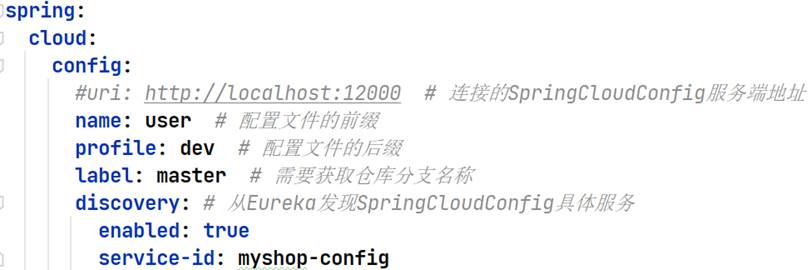 spring:
  cloud:
    config:
      #uri: http://localhost:12000  # 连接的SpringCloudConfig服务端地址
      name: user  # 配置文件的前缀
      profile: dev  # 配置文件的后缀
      label: master  # 需要获取仓库分支名称
      discovery: # 从Eureka发现SpringCloudConfig具体服务
        enabled: true
        service-id: myshop-config